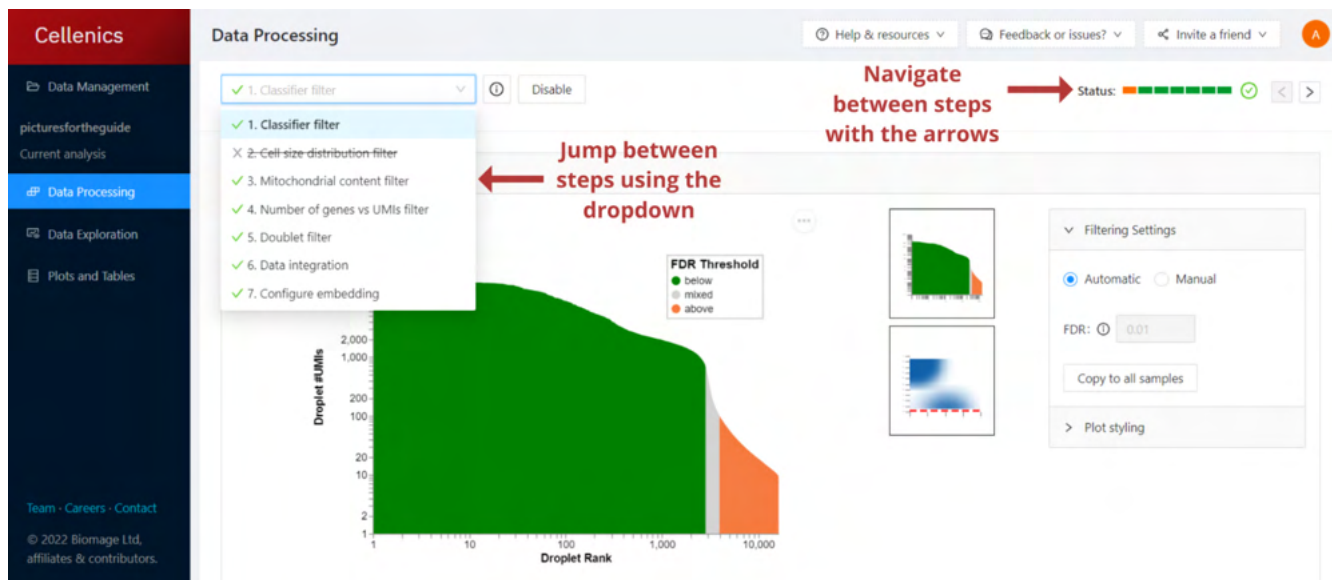 Cellenics
Data Management
picturesfortheguide
Current analysis
Data Processing
Data Exploration
Plots and Tables
Team · Careers · Contact
© 2022 Biomage Ltd,
affiliates & contributors.
Data Processing
Help & resources
Feedback or issues?
Invite a friend
A
1. Classifier filter
Disable
Navigate
between steps
with the arrows
Status:
1. Classifier filter
2. Cell size distribution filter
3. Mitochondrial content filter
4. Number of genes vs UMIs filter
5. Doublet filter
6. Data integration
7. Configure embedding
Jump between
steps using the
dropdown
FDR Threshold
below
mixed
above
Droplet #UMIs
2,000
1,000
200
100
20
10
2
1
1 10 100 1,000 10,000
Droplet Rank
Filtering Settings
Automatic Manual
FDR: 0.01
Copy to all samples
Plot styling